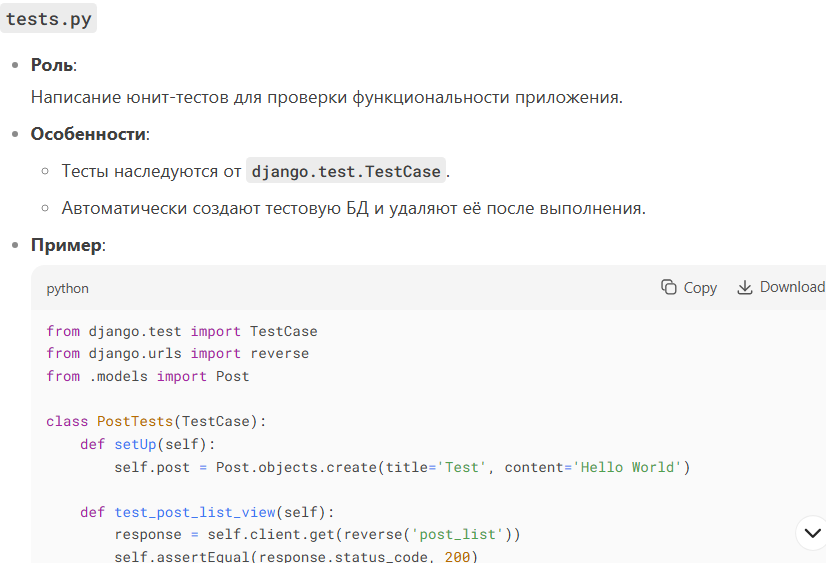 tests.py
Роль:
Написание юнит-тестов для проверки функциональности приложения.
Особенности:
Тесты наследуются от django.test.TestCase.
Автоматически создают тестовую БД и удаляют её после выполнения.
Пример:
python Copy Download
from django.test import TestCase
from django.urls import reverse
from .models import Post
class PostTests(TestCase):
    def setUp(self):
        self.post = Post.objects.create(title='Test', content='Hello World')
    def test_post_list_view(self):
        response = self.client.get(reverse('post_list'))
        self.assertEqual(response.status_code, 200)